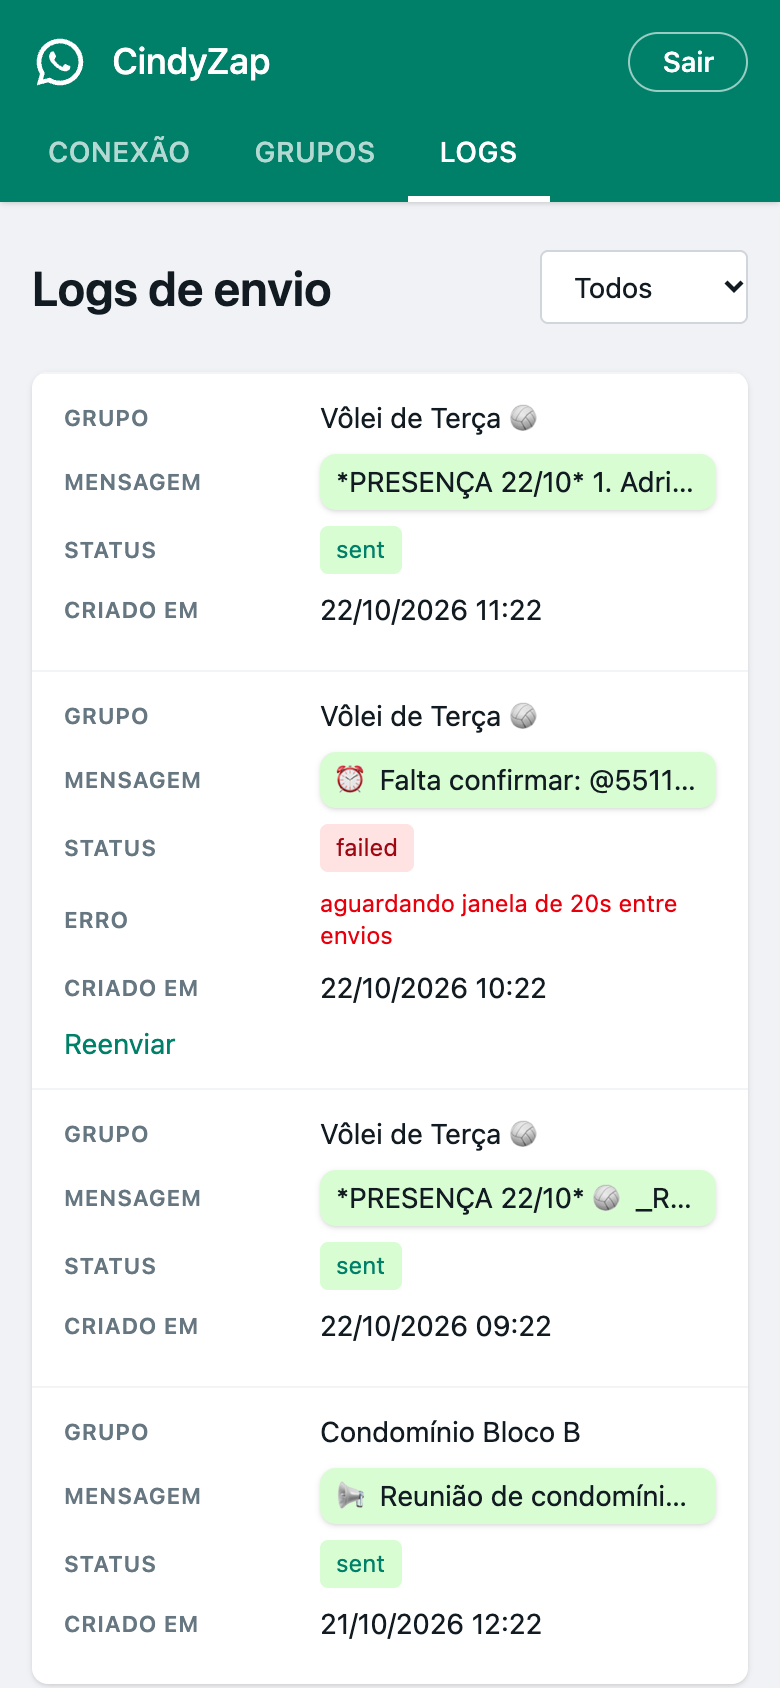 CindyZap
Sair
CONEXÃO GRUPOS LOGS
Logs de envio
Todos
GRUPO Vôlei de Terça 🏐
MENSAGEM *PRESENÇA 22/10* 1. Adri...
STATUS sent
CRIADO EM 22/10/2026 11:22
GRUPO Vôlei de Terça 🏐
MENSAGEM ⏰ Falta confirmar: @5511...
STATUS failed
ERRO aguardando janela de 20s entre
envios
CRIADO EM 22/10/2026 10:22
Reenviar
GRUPO Vôlei de Terça 🏐
MENSAGEM *PRESENÇA 22/10* 🏐 _R...
STATUS sent
CRIADO EM 22/10/2026 09:22
GRUPO Condomínio Bloco B
MENSAGEM 📢 Reunião de condomíni...
STATUS sent
CRIADO EM 21/10/2026 12:22